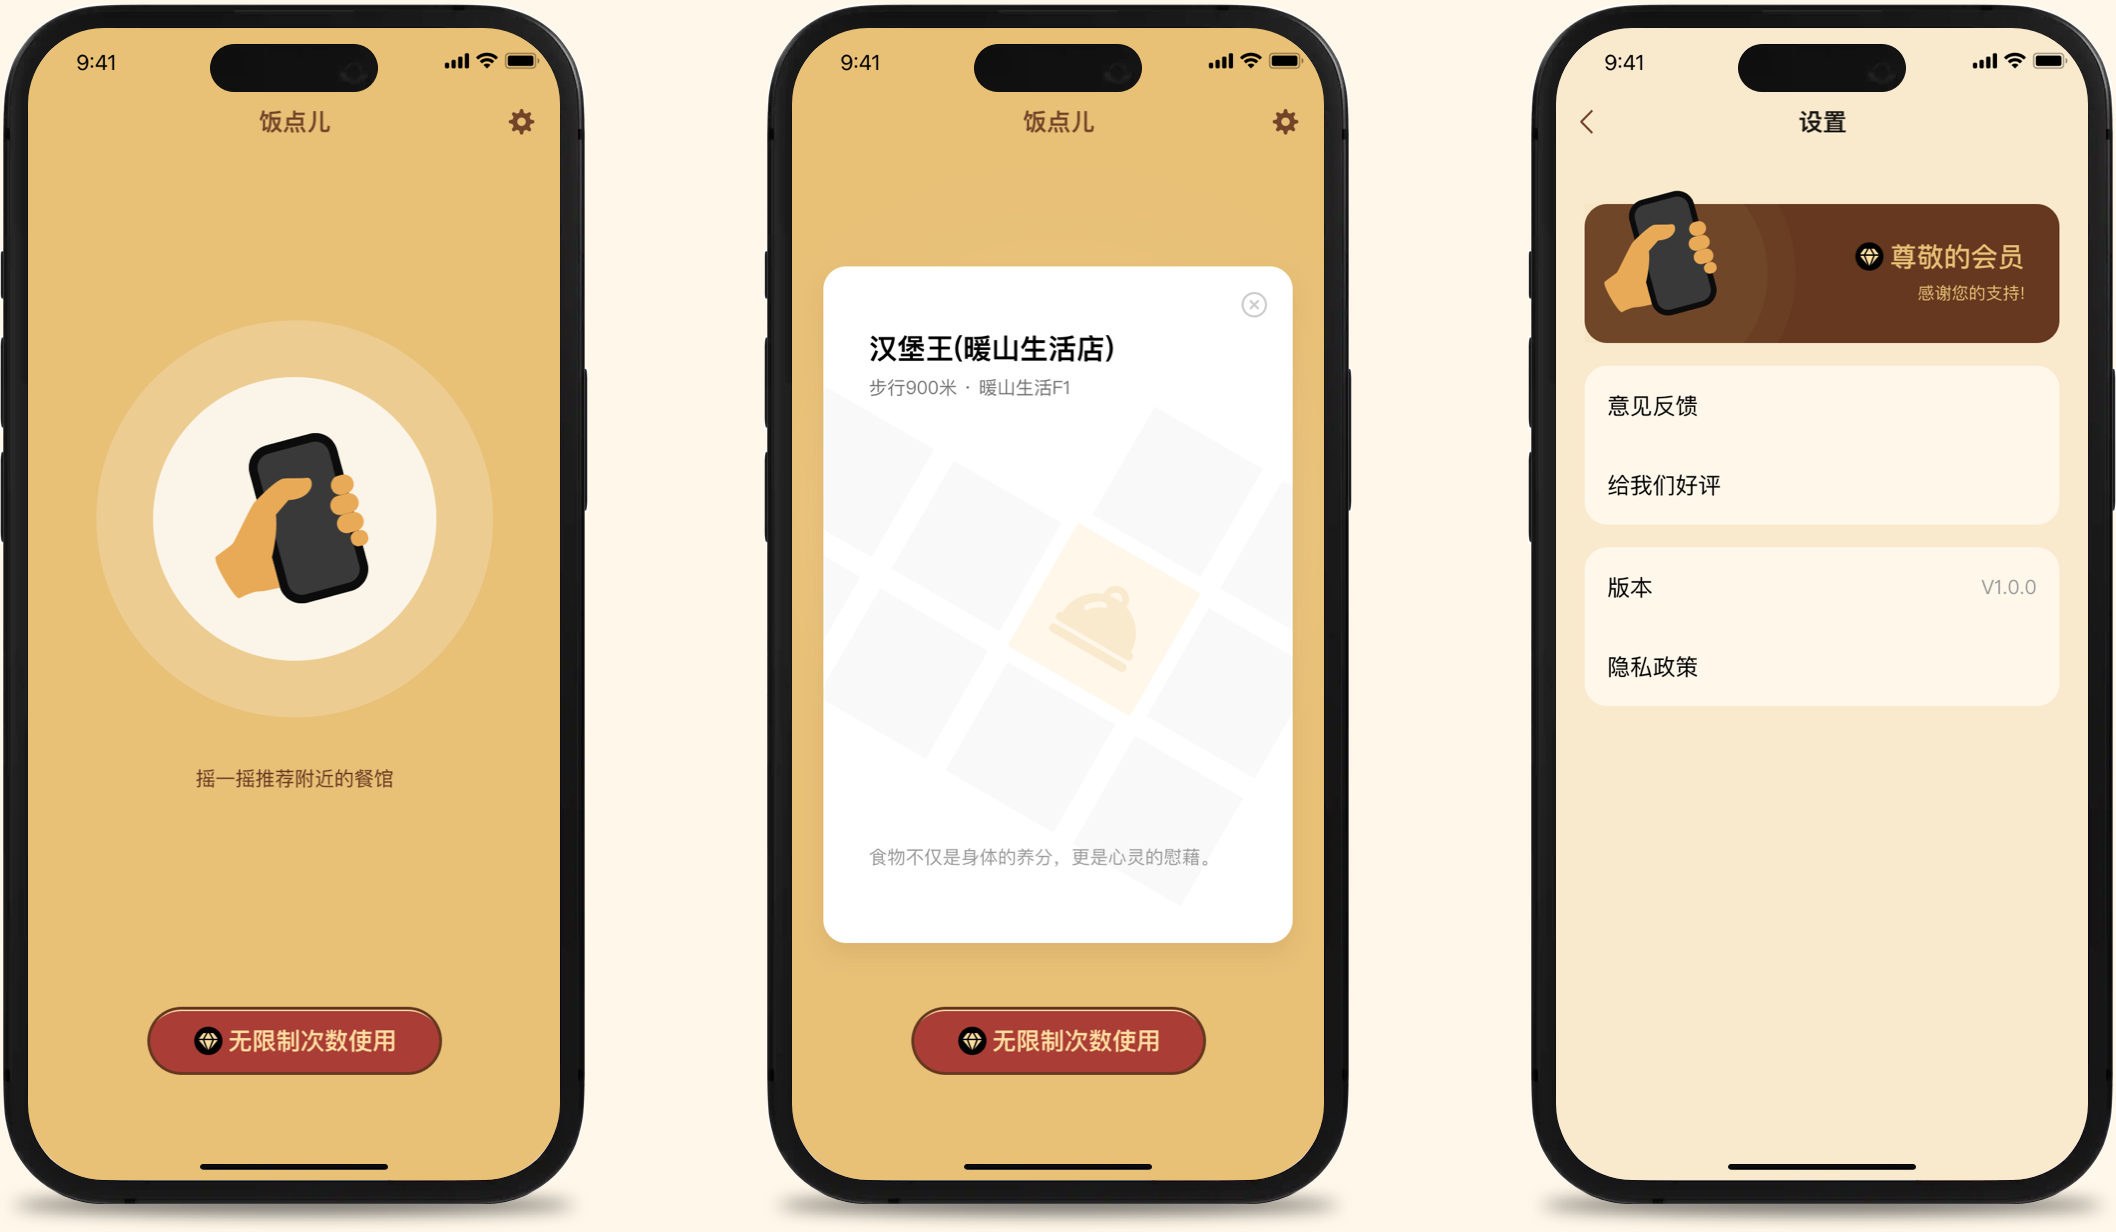 9:41
饭点儿
摇一摇推荐附近的餐馆
无限制次数使用
9:41
饭点儿
汉堡王(暖山生活店)
步行900米 · 暖山生活F1
食物不仅是身体的养分，更是心灵的慰藉。
无限制次数使用
9:41
设置
尊敬的会员
感谢您的支持!
意见反馈
给我们好评
版本 V1.0.0
隐私政策